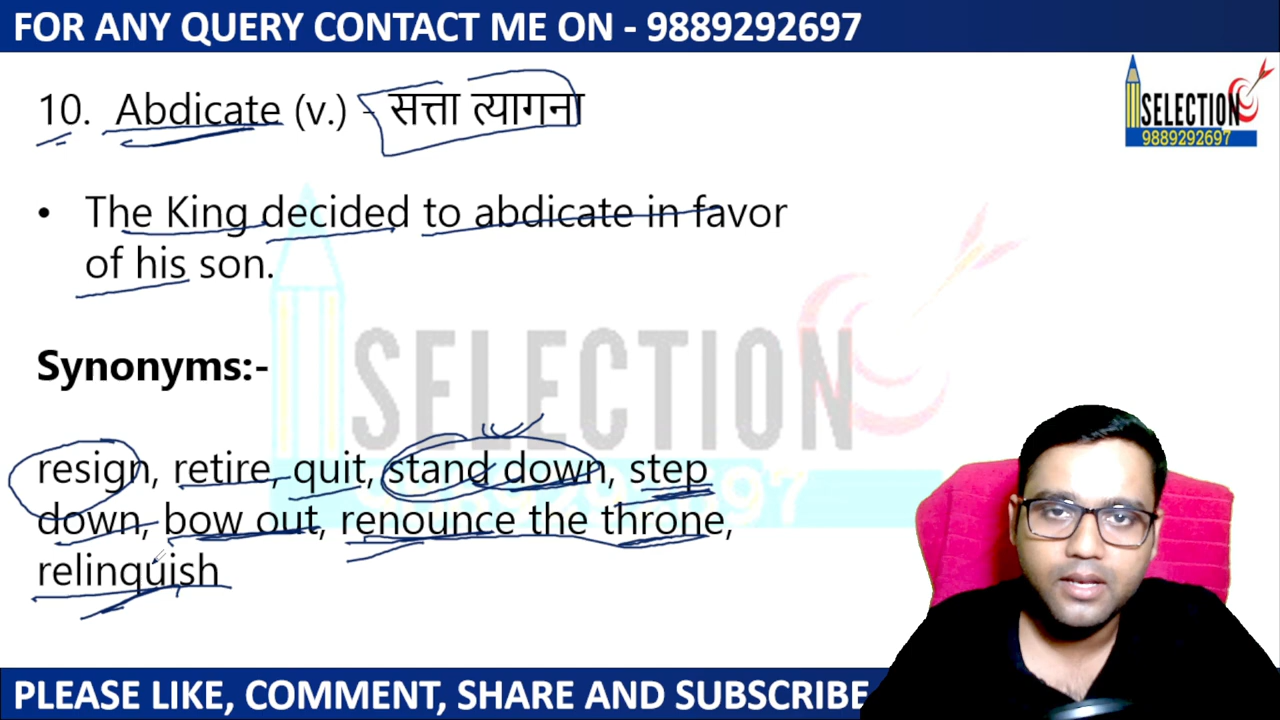 FOR ANY QUERY CONTACT ME ON - 9889292697
SELECTION
9889292697
10. Abdicate (v.) - सत्ता त्यागना
• The King decided to abdicate in favor
of his son.
SELECTION
Synonyms:-
resign, retire, quit, stand down, step
down, bow out, renounce the throne,
relinquish
PLEASE LIKE, COMMENT, SHARE AND SUBSCRIBE